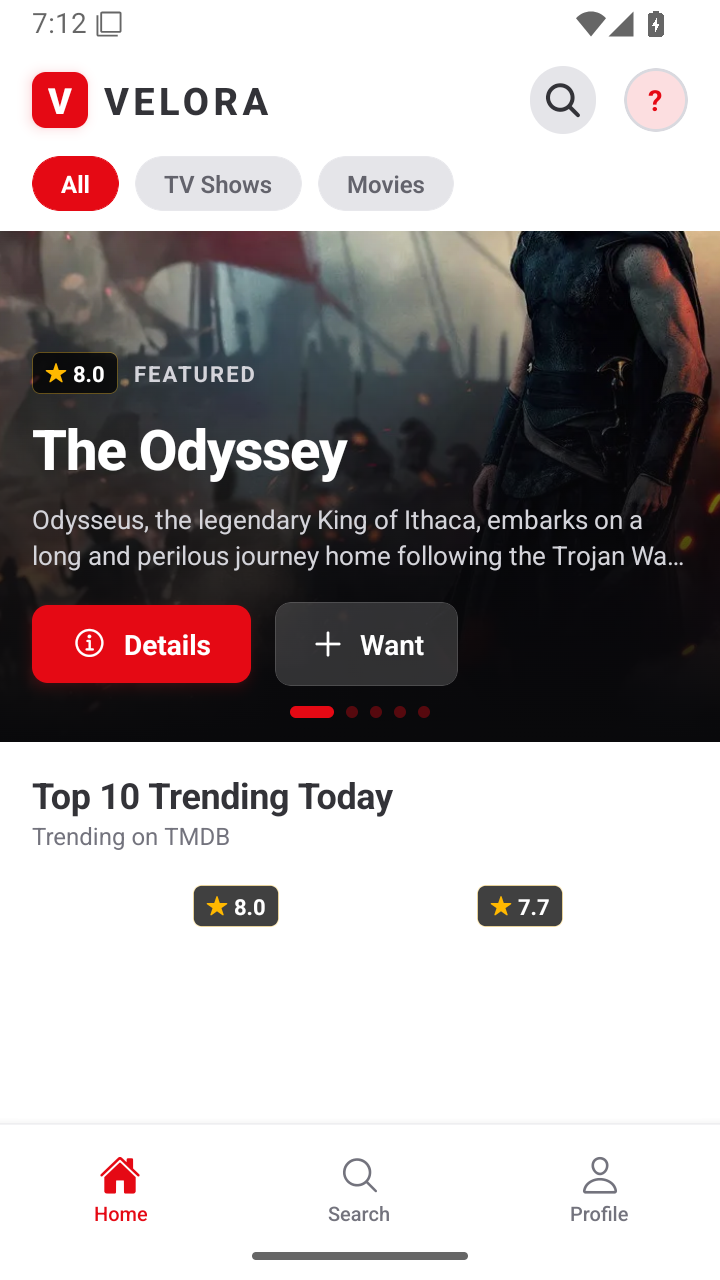 7:12
V VELORA
?
All TV Shows Movies
8.0 FEATURED
The Odyssey
Odysseus, the legendary King of Ithaca, embarks on a
long and perilous journey home following the Trojan Wa...
Details Want
Top 10 Trending Today
Trending on TMDB
8.0 7.7
Home Search Profile